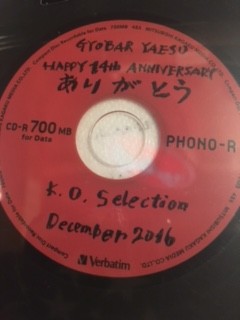 GYOBAR YAESU
HAPPY 14th ANNIVERSARY
ありがとう
CD-R 700 MB
for Data
PHONO-R
K.O. Selection
December 2016
Verbatim